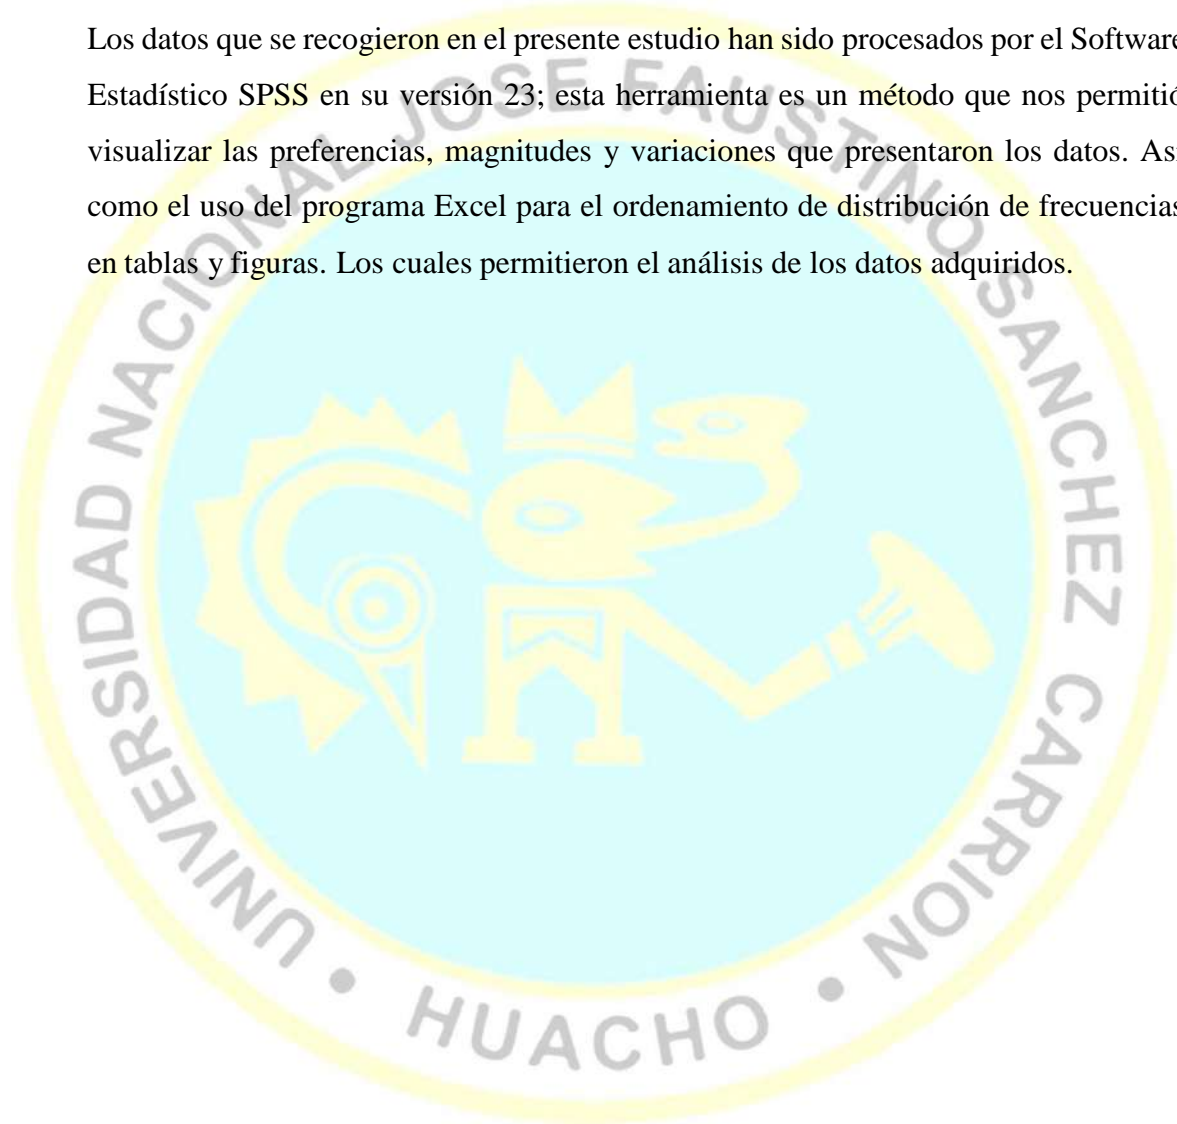 Los datos que se recogieron en el presente estudio han sido procesados por el Software
Estadístico SPSS en su versión 23; esta herramienta es un método que nos permitió
visualizar las preferencias, magnitudes y variaciones que presentaron los datos. Así
como el uso del programa Excel para el ordenamiento de distribución de frecuencias
en tablas y figuras. Los cuales permitieron el análisis de los datos adquiridos.
UNIVERSIDAD NACIONAL JOSE FAUSTINO SANCHEZ CARRION
• HUACHO •